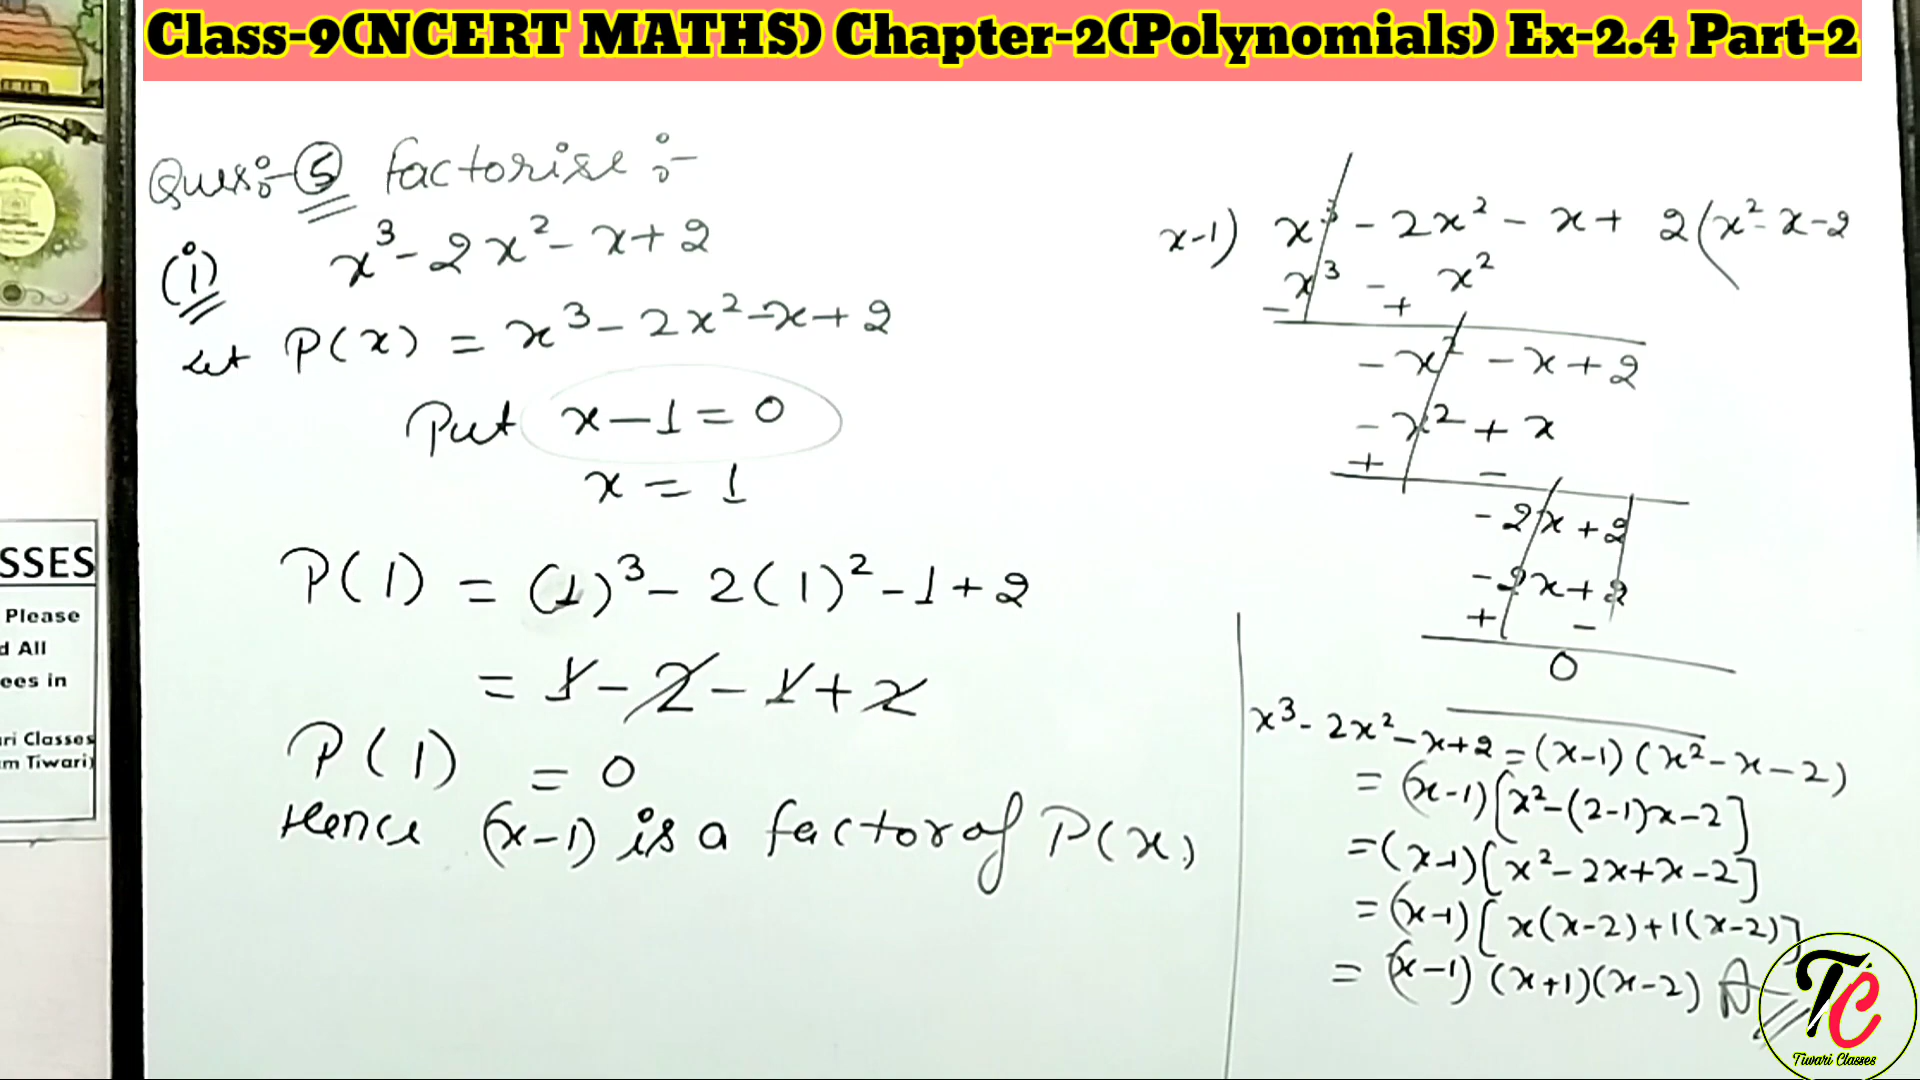 Class-9(NCERT MATHS) Chapter-2(Polynomials) Ex-2.4 Part-2
Ques:-(5) factorise :-
(i) x³-2x²-x+2
let P(x) = x³-2x²-x+2
Put x-1=0
x = 1
P(1) = (1)³-2(1)²-1+2
= 1-2-1+2
P(1) = 0
Hence (x-1) is a factor of P(x)
x-1) x³-2x²-x+2(x²-x-2
x³ - x²
- +
-x²-x+2
-x²+x
+ -
-2x+2
-2x+2
+ -
0
x³-2x²-x+2=(x-1)(x²-x-2)
=(x-1)[x²-(2-1)x-2]
=(x-1)[x²-2x+x-2]
=(x-1)[x(x-2)+1(x-2)]
=(x-1)(x+1)(x-2)
SSES
Please
d All
ees in
ri Classes
m Tiwari)
TC
Tiwari Classes